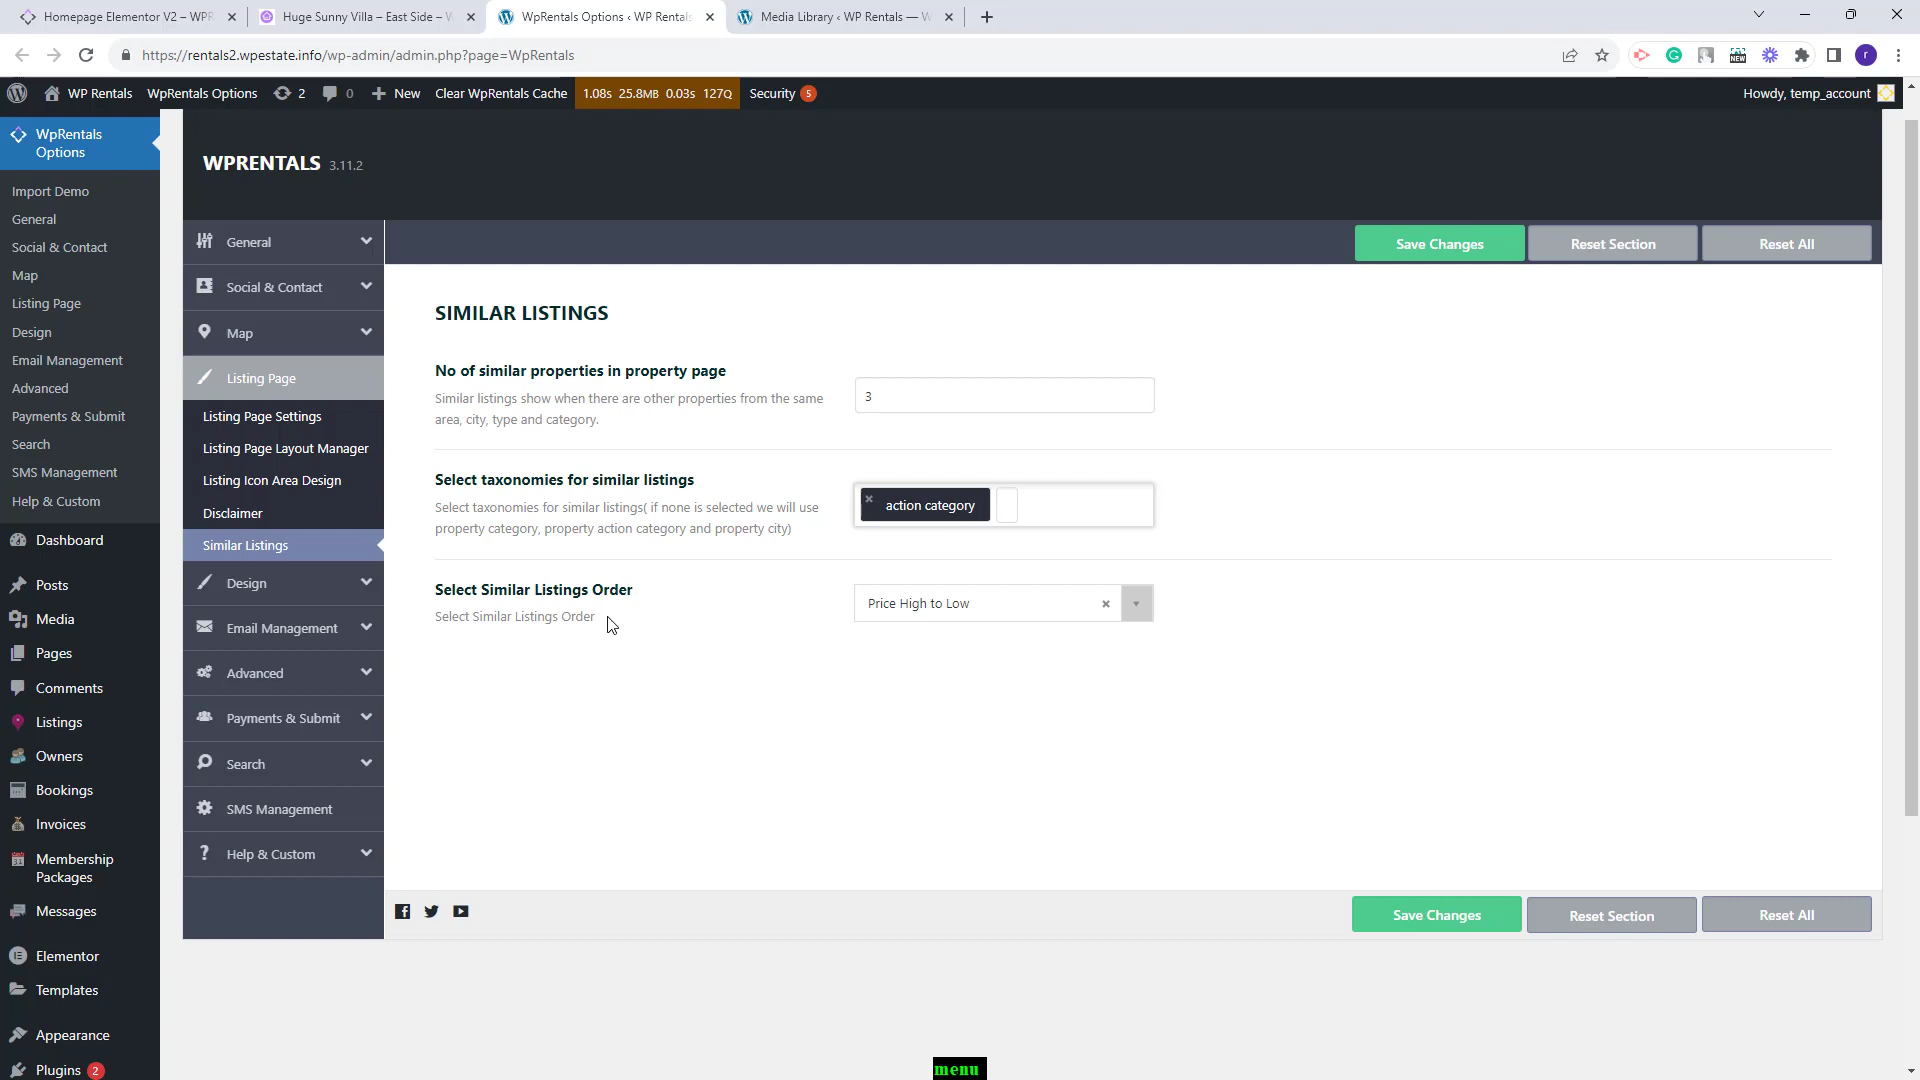 Homepage Elementor V2 – WPR
Huge Sunny Villa – East Side – W
WpRentals Options ‹ WP Rentals
Media Library ‹ WP Rentals — W
https://rentals2.wpestate.info/wp-admin/admin.php?page=WpRentals
NEW
r
WP Rentals
WpRentals Options
2
0
New
Clear WpRentals Cache
1.08s 25.8MB 0.03s 127Q
Security 5
Howdy, temp_account
WpRentals
Options
Import Demo
General
Social & Contact
Map
Listing Page
Design
Email Management
Advanced
Payments & Submit
Search
SMS Management
Help & Custom
Dashboard
Posts
Media
Pages
Comments
Listings
Owners
Bookings
Invoices
Membership
Packages
Messages
Elementor
Templates
Appearance
Plugins 2
WPRENTALS 3.11.2
General
Social & Contact
Map
Listing Page
Listing Page Settings
Listing Page Layout Manager
Listing Icon Area Design
Disclaimer
Similar Listings
Design
Email Management
Advanced
Payments & Submit
Search
SMS Management
Help & Custom
Save Changes
Reset Section
Reset All
SIMILAR LISTINGS
No of similar properties in property page
Similar listings show when there are other properties from the same
area, city, type and category.
3
Select taxonomies for similar listings
Select taxonomies for similar listings( if none is selected we will use
property category, property action category and property city)
action category
Select Similar Listings Order
Select Similar Listings Order
Price High to Low
Save Changes
Reset Section
Reset All
menu